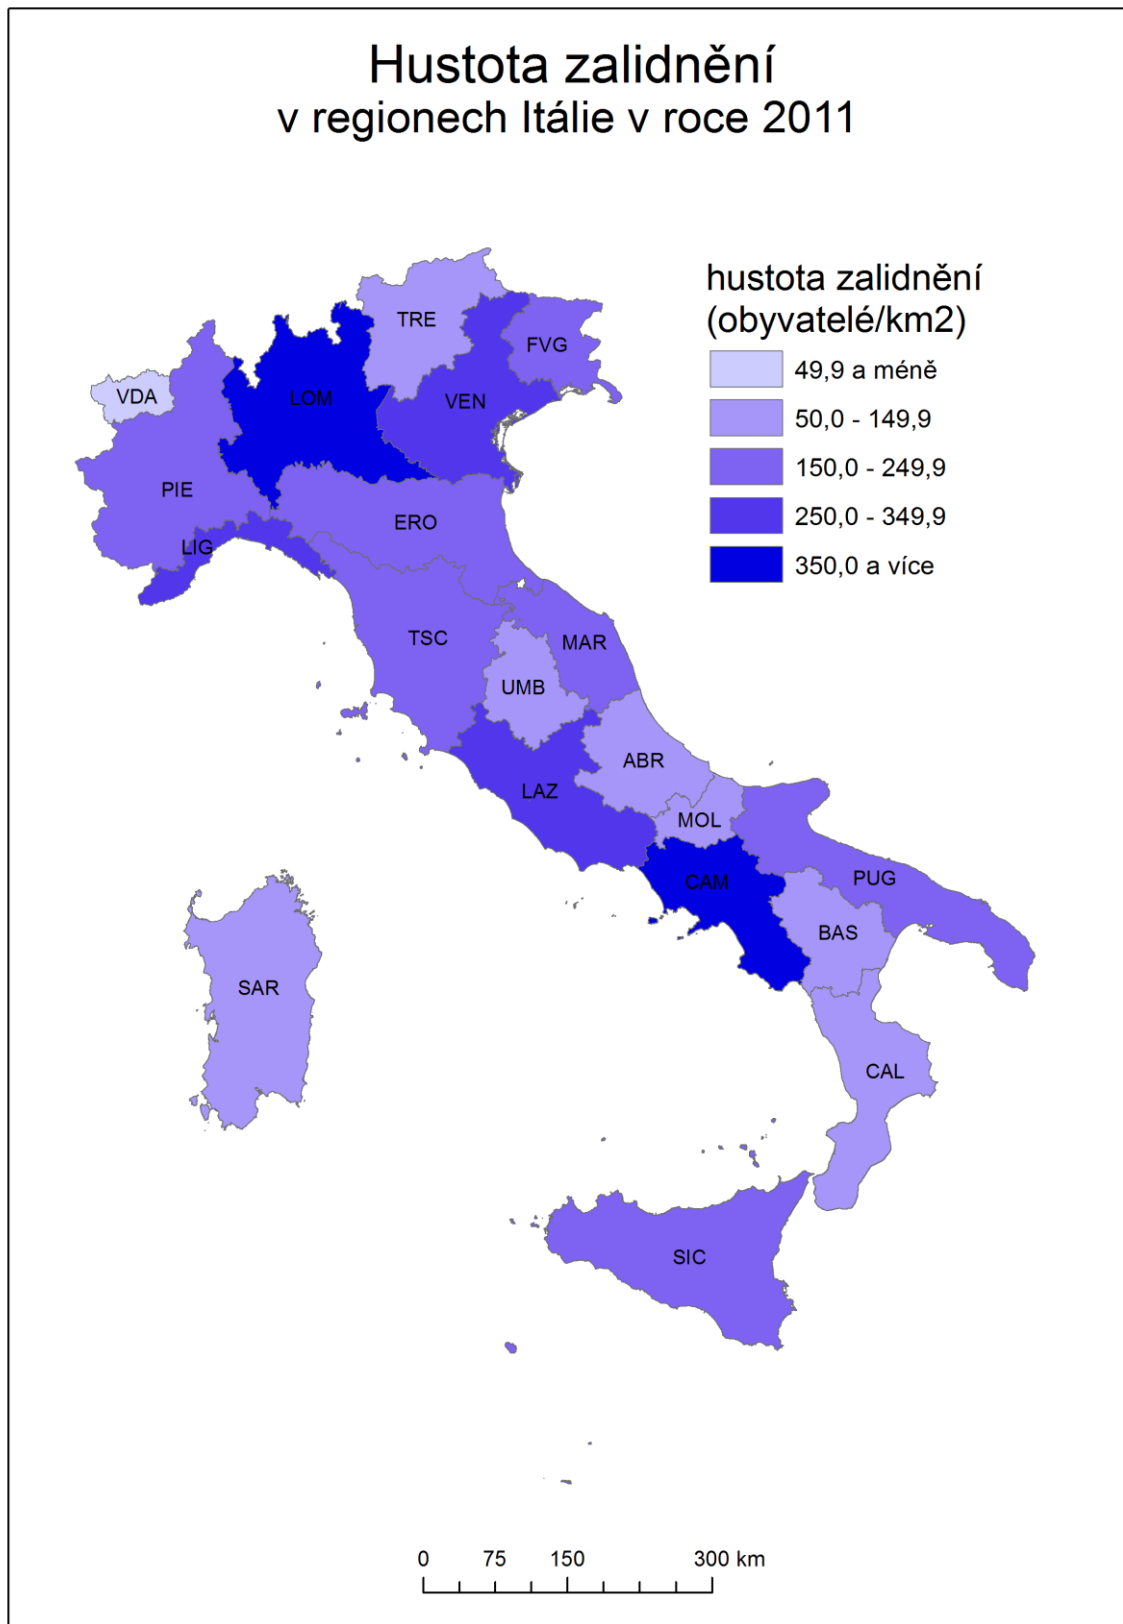 Hustota zalidnění
v regionech Itálie v roce 2011
hustota zalidnění
(obyvatelé/km2)
49,9 a méně
50,0 - 149,9
150,0 - 249,9
250,0 - 349,9
350,0 a více
TRE
FVG
VDA
LOM
VEN
PIE
ERO
LIG
TSC
MAR
UMB
ABR
LAZ
MOL
CAM
PUG
BAS
SAR
CAL
SIC
0 75 150 300 km